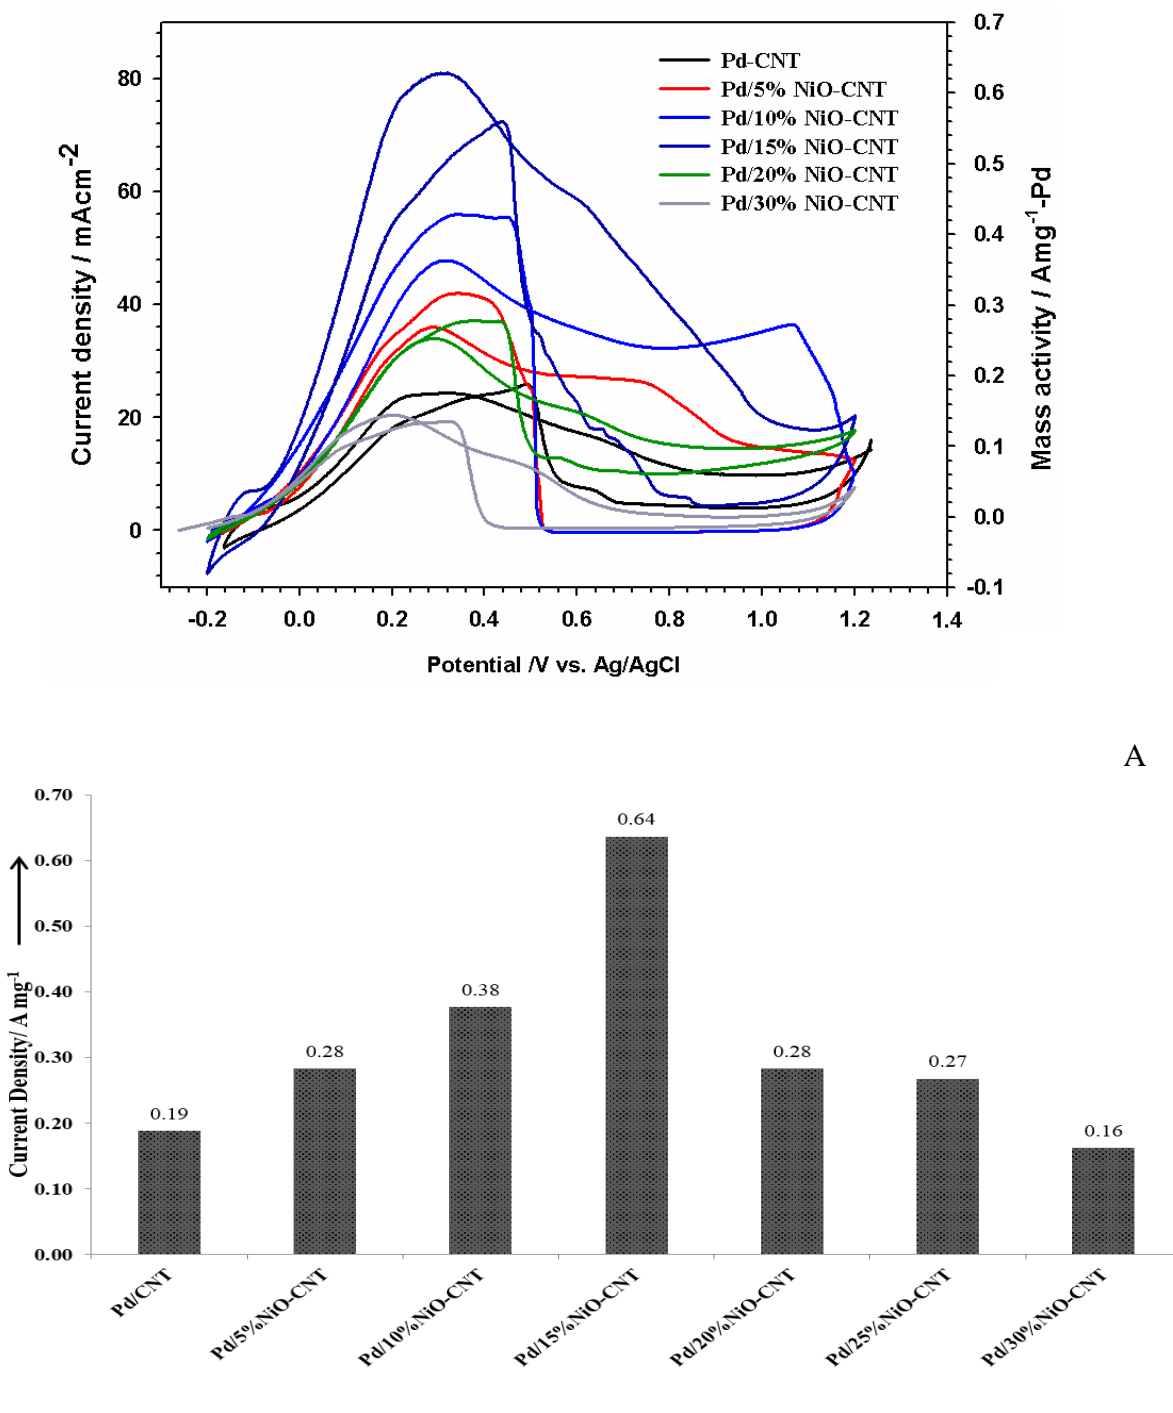 0.7
80
0.6
60
0.5
0.4
40
0.3
0.2
20
0.1
0.0
0
-0.1
Current density / mAcm-2
Mass activity / Amg-1-Pd
Pd-CNT
Pd/5% NiO-CNT
Pd/10% NiO-CNT
Pd/15% NiO-CNT
Pd/20% NiO-CNT
Pd/30% NiO-CNT
-0.2 0.0 0.2 0.4 0.6 0.8 1.0 1.2 1.4
Potential /V vs. Ag/AgCl
A
0.70
0.60
0.50
0.40
0.30
0.20
0.10
0.00
Current Density/ A mg-1
0.19
0.28
0.38
0.64
0.28
0.27
0.16
Pd/CNT
Pd/5%NiO-CNT
Pd/10%NiO-CNT
Pd/15%NiO-CNT
Pd/20%NiO-CNT
Pd/25%NiO-CNT
Pd/30%NiO-CNT